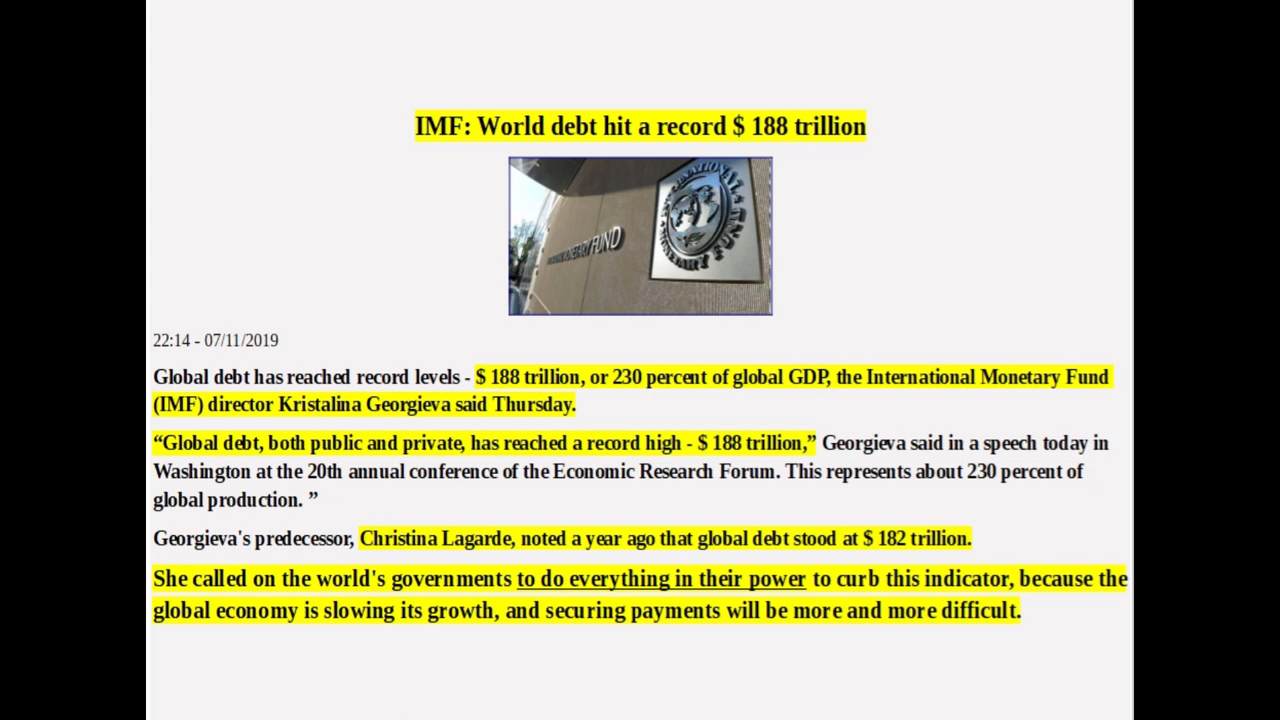 IMF: World debt hit a record $ 188 trillion
MONETARY FUND
INTERNATIONAL MONETARY FUND
22:14 - 07/11/2019
Global debt has reached record levels - $ 188 trillion, or 230 percent of global GDP, the International Monetary Fund
(IMF) director Kristalina Georgieva said Thursday.
“Global debt, both public and private, has reached a record high - $ 188 trillion,” Georgieva said in a speech today in
Washington at the 20th annual conference of the Economic Research Forum. This represents about 230 percent of
global production. ”
Georgieva's predecessor, Christina Lagarde, noted a year ago that global debt stood at $ 182 trillion.
She called on the world's governments to do everything in their power to curb this indicator, because the
global economy is slowing its growth, and securing payments will be more and more difficult.